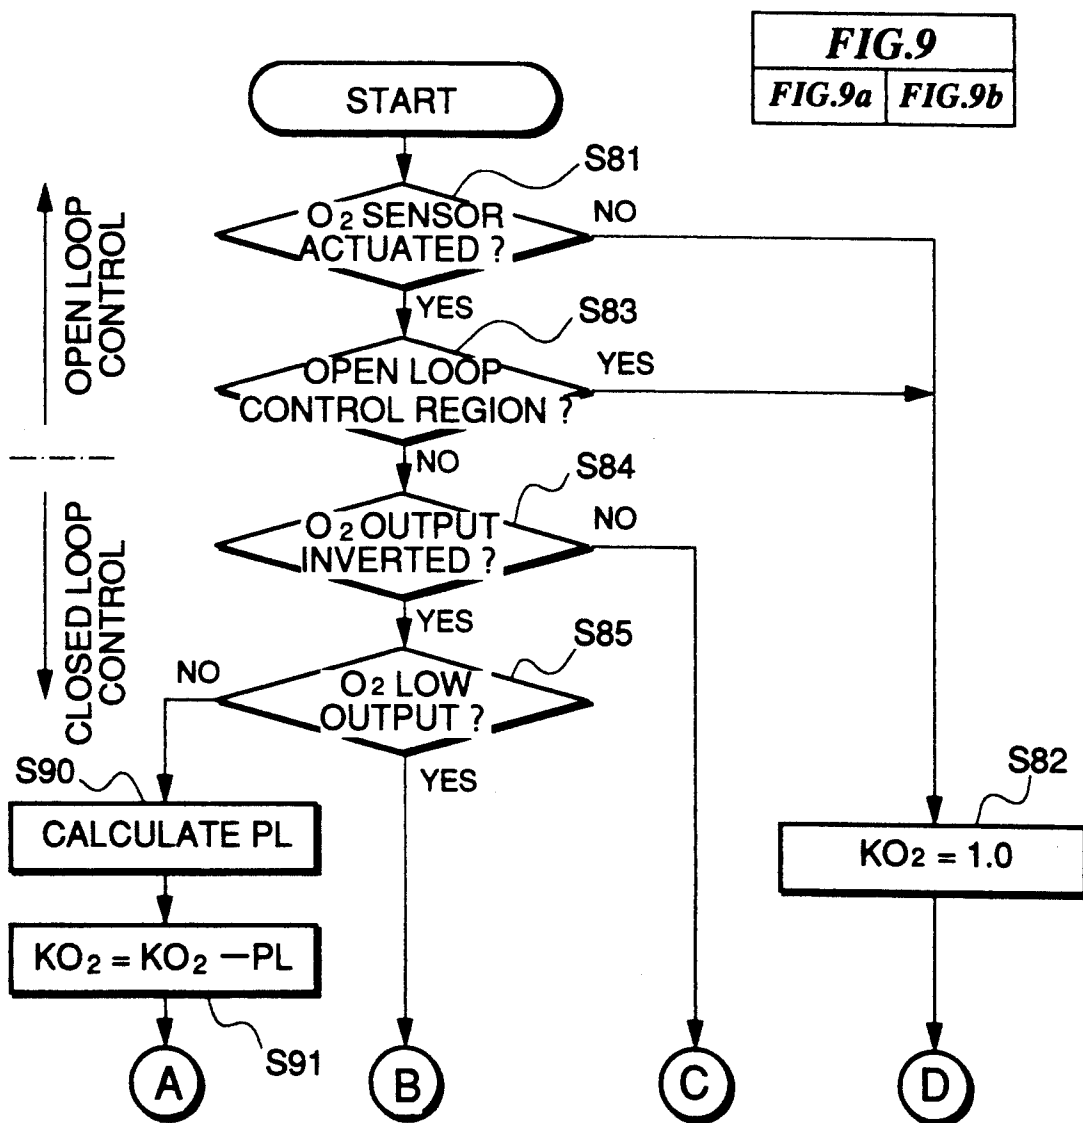 FIG.9
FIG.9a FIG.9b
START
S81
O2 SENSOR
ACTUATED ?
NO
YES
OPEN LOOP
CONTROL
S83
OPEN LOOP
CONTROL REGION ?
YES
NO
S84
O2 OUTPUT
INVERTED ?
NO
YES
CLOSED LOOP
CONTROL
S85
O2 LOW
OUTPUT ?
NO
YES
S90
CALCULATE PL
S82
KO2 = 1.0
KO2 = KO2 —PL
S91
A
B
C
D